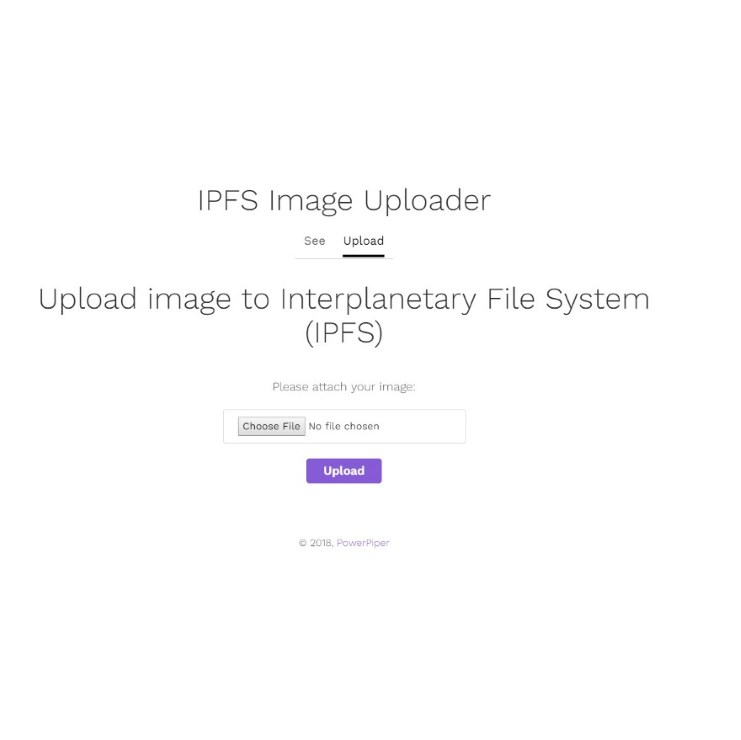 IPFS Image Uploader
See Upload
Upload image to Interplanetary File System
(IPFS)
Please attach your image:
Choose File No file chosen
Upload
© 2018, PowerPiper